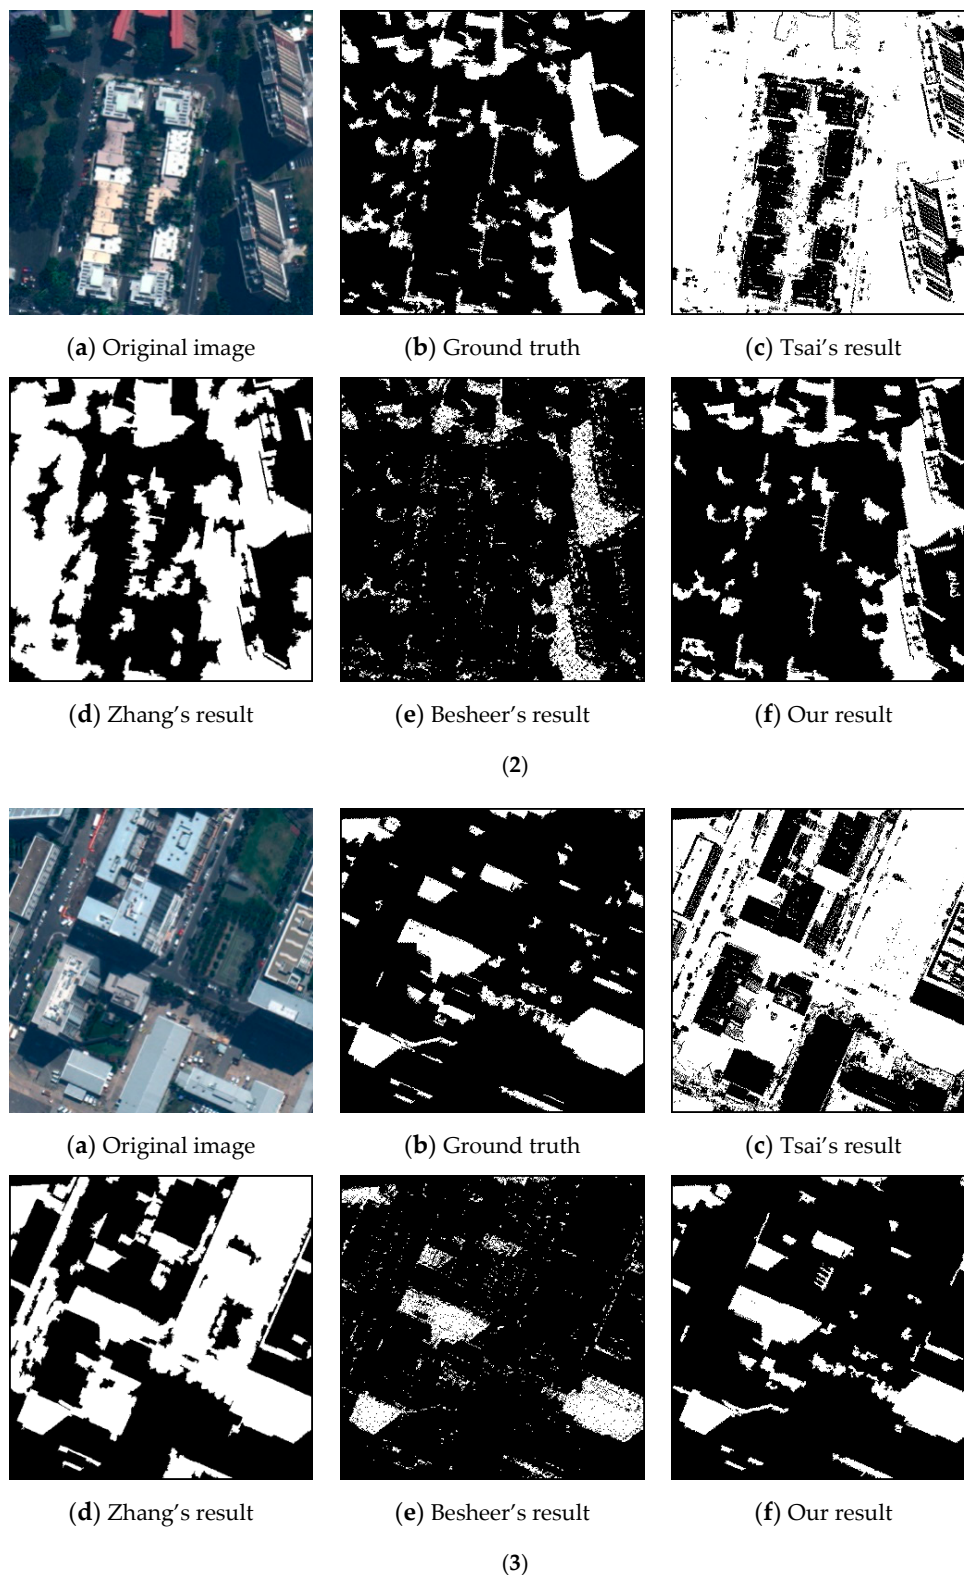 (a) Original image
(b) Ground truth
(c) Tsai’s result
(d) Zhang’s result
(e) Besheer’s result
(f) Our result
(2)
(a) Original image
(b) Ground truth
(c) Tsai’s result
(d) Zhang’s result
(e) Besheer’s result
(f) Our result
(3)